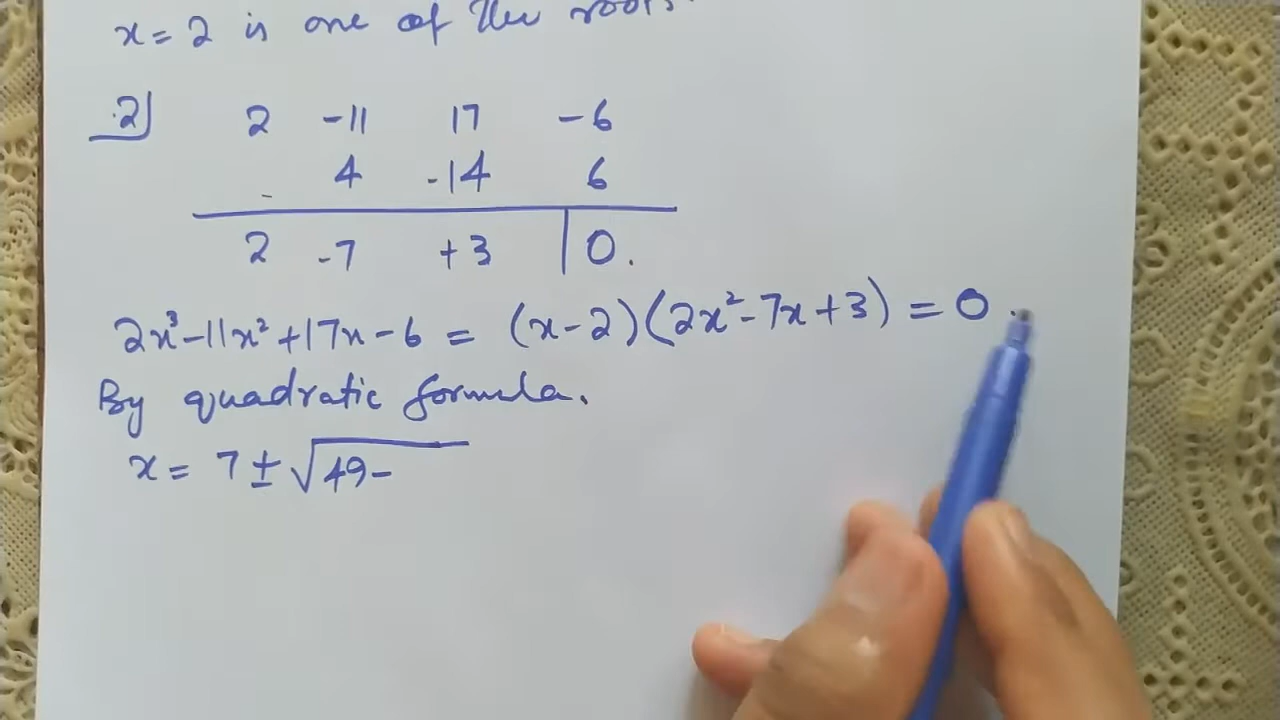 x = 2 is one of the roots.
2 2 -11 17 -6
4 -14 6
2 -7 +3 0.
2x³-11x²+17x-6 = (x-2)(2x²-7x+3) = 0.
By quadratic formula.
x = 7 ± √49-